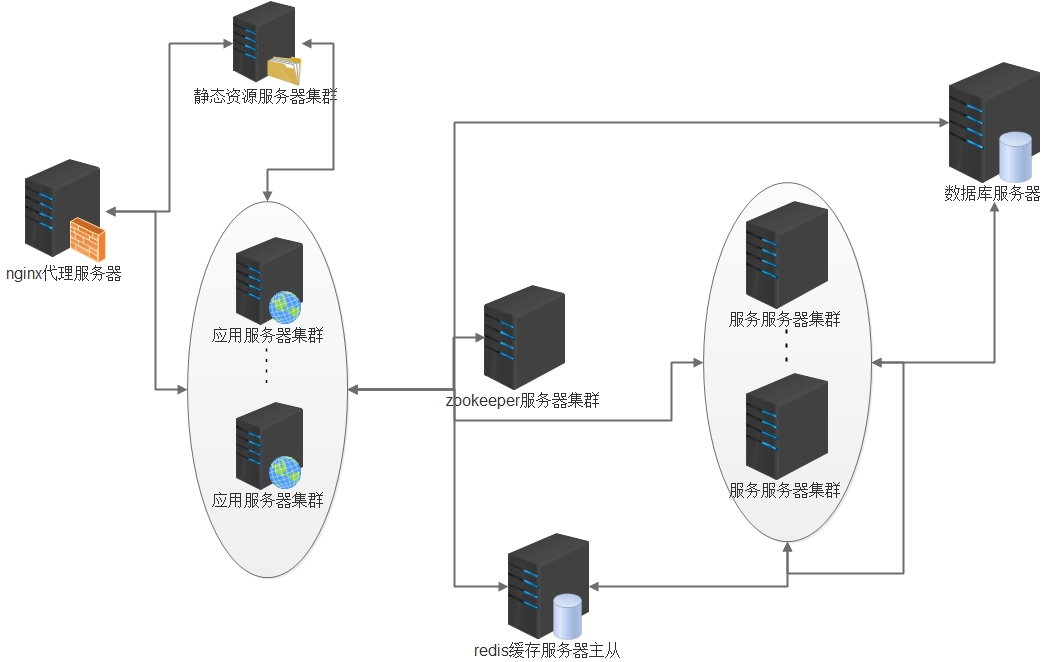 静态资源服务器集群
数据库服务器
nginx代理服务器
服务服务器集群
应用服务器集群
zookeeper服务器集群
服务服务器集群
应用服务器集群
redis缓存服务器主从